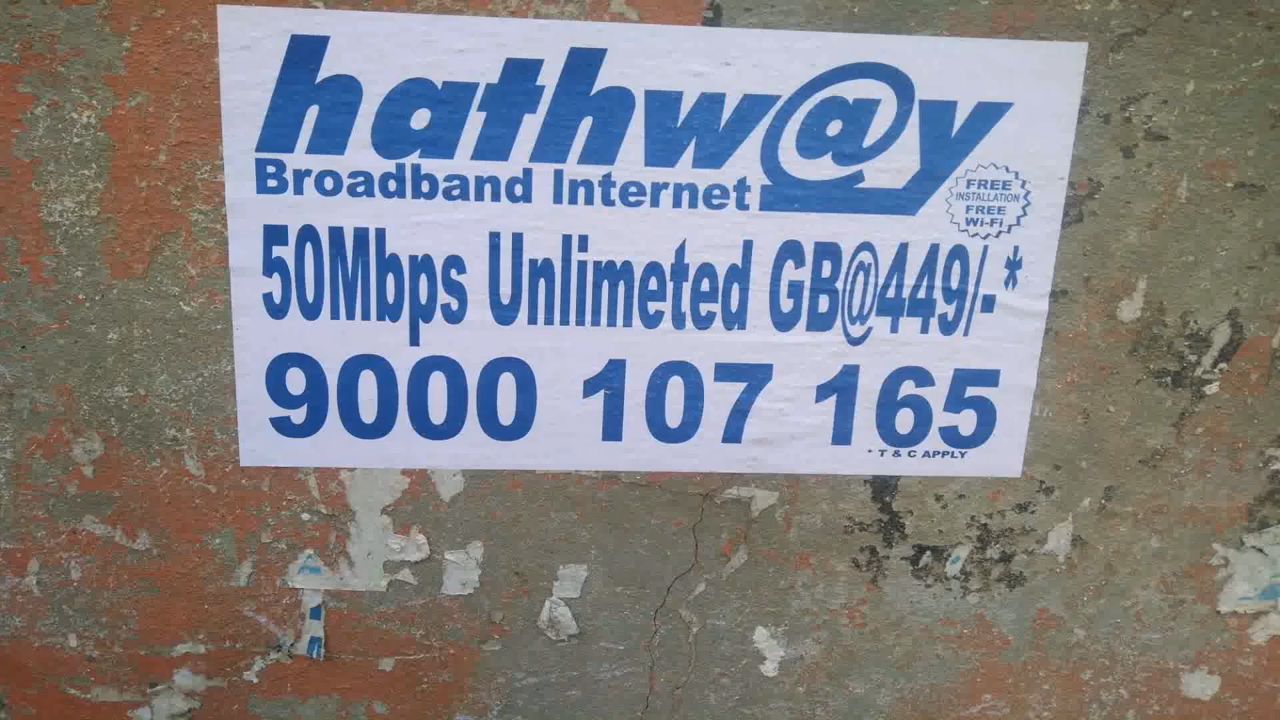 hathw@y
Broadband Internet
FREE
INSTALLATION
FREE
Wi-Fi
50Mbps Unlimeted GB@449/-*
9000 107 165
* T & C APPLY